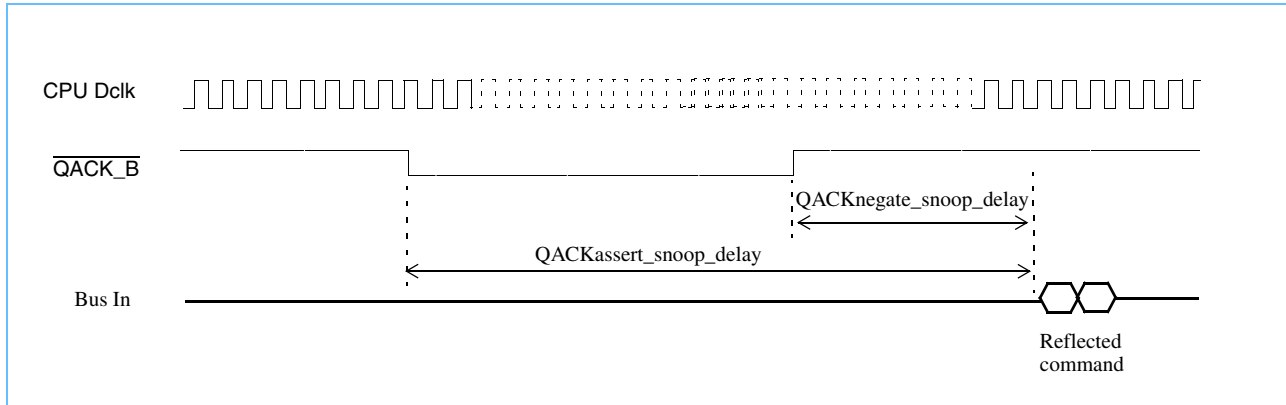 CPU Dclk
QACK_B
QACKnegate_snoop_delay
QACKassert_snoop_delay
Bus In
Reflected
command